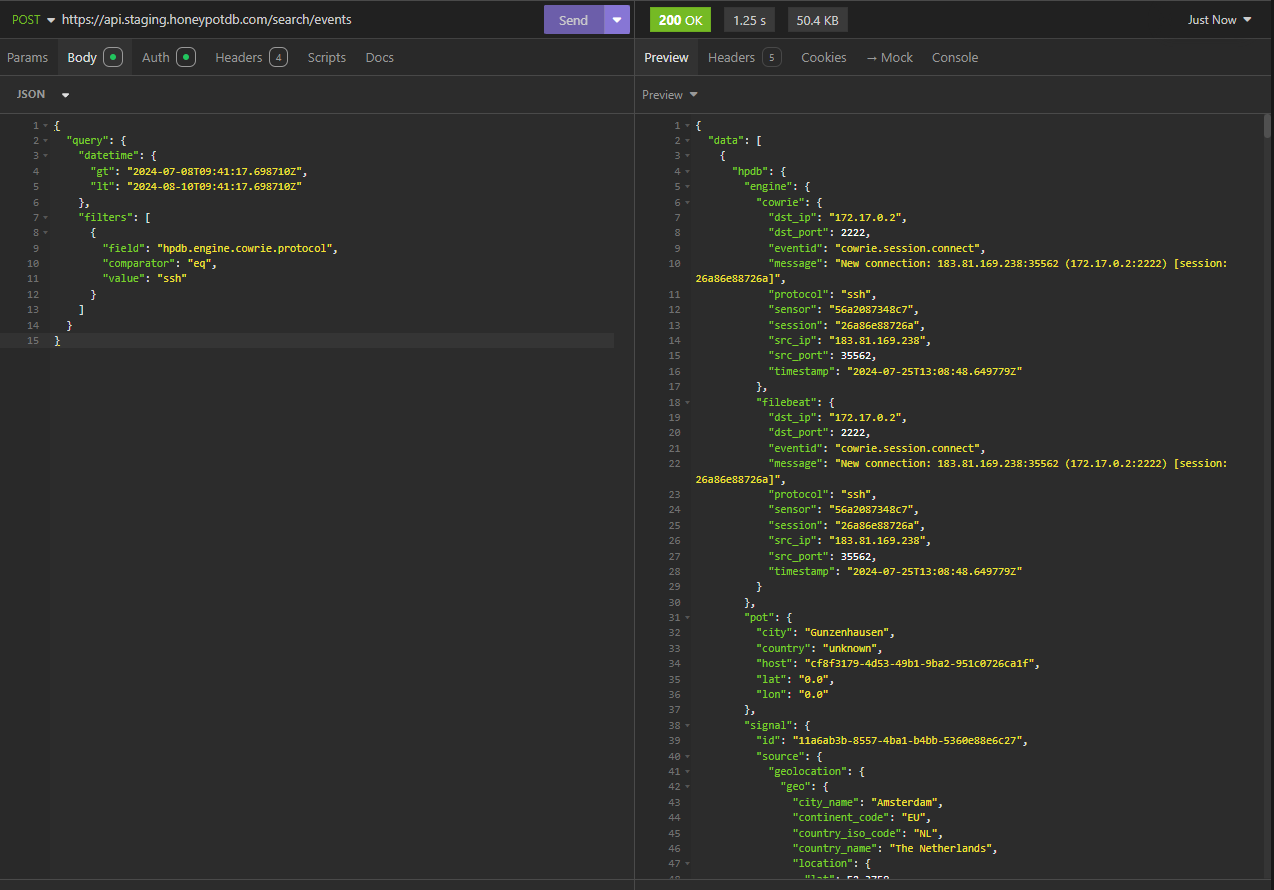 POST https://api.staging.honeypotdb.com/search/events Send 200 OK 1.25 s 50.4 KB Just Now
Params Body Auth Headers 4 Scripts Docs
Preview Headers 5 Cookies → Mock Console
JSON
Preview
1 {
2 "query": {
3 "datetime": {
4 "gt": "2024-07-08T09:41:17.698710Z",
5 "lt": "2024-08-10T09:41:17.698710Z"
6 },
7 "filters": [
8 {
9 "field": "hpdb.engine.cowrie.protocol",
10 "comparator": "eq",
11 "value": "ssh"
12 }
13 ]
14 }
15 }
1 {
2 "data": [
3 {
4 "hpdb": {
5 "engine": {
6 "cowrie": {
7 "dst_ip": "172.17.0.2",
8 "dst_port": 2222,
9 "eventid": "cowrie.session.connect",
10 "message": "New connection: 183.81.169.238:35562 (172.17.0.2:2222) [session:
26a86e88726a]",
11 "protocol": "ssh",
12 "sensor": "56a2087348c7",
13 "session": "26a86e88726a",
14 "src_ip": "183.81.169.238",
15 "src_port": 35562,
16 "timestamp": "2024-07-25T13:08:48.649779Z"
17 },
18 "filebeat": {
19 "dst_ip": "172.17.0.2",
20 "dst_port": 2222,
21 "eventid": "cowrie.session.connect",
22 "message": "New connection: 183.81.169.238:35562 (172.17.0.2:2222) [session:
26a86e88726a]",
23 "protocol": "ssh",
24 "sensor": "56a2087348c7",
25 "session": "26a86e88726a",
26 "src_ip": "183.81.169.238",
27 "src_port": 35562,
28 "timestamp": "2024-07-25T13:08:48.649779Z"
29 }
30 },
31 "pot": {
32 "city": "Gunzenhausen",
33 "country": "unknown",
34 "host": "cf8f3179-4d53-49b1-9ba2-951c0726ca1f",
35 "lat": "0.0",
36 "lon": "0.0"
37 },
38 "signal": {
39 "id": "11a6ab3b-8557-4ba1-b4bb-5360e88e6c27",
40 "source": {
41 "geolocation": {
42 "geo": {
43 "city_name": "Amsterdam",
44 "continent_code": "EU",
45 "country_iso_code": "NL",
46 "country_name": "The Netherlands",
47 "location": {